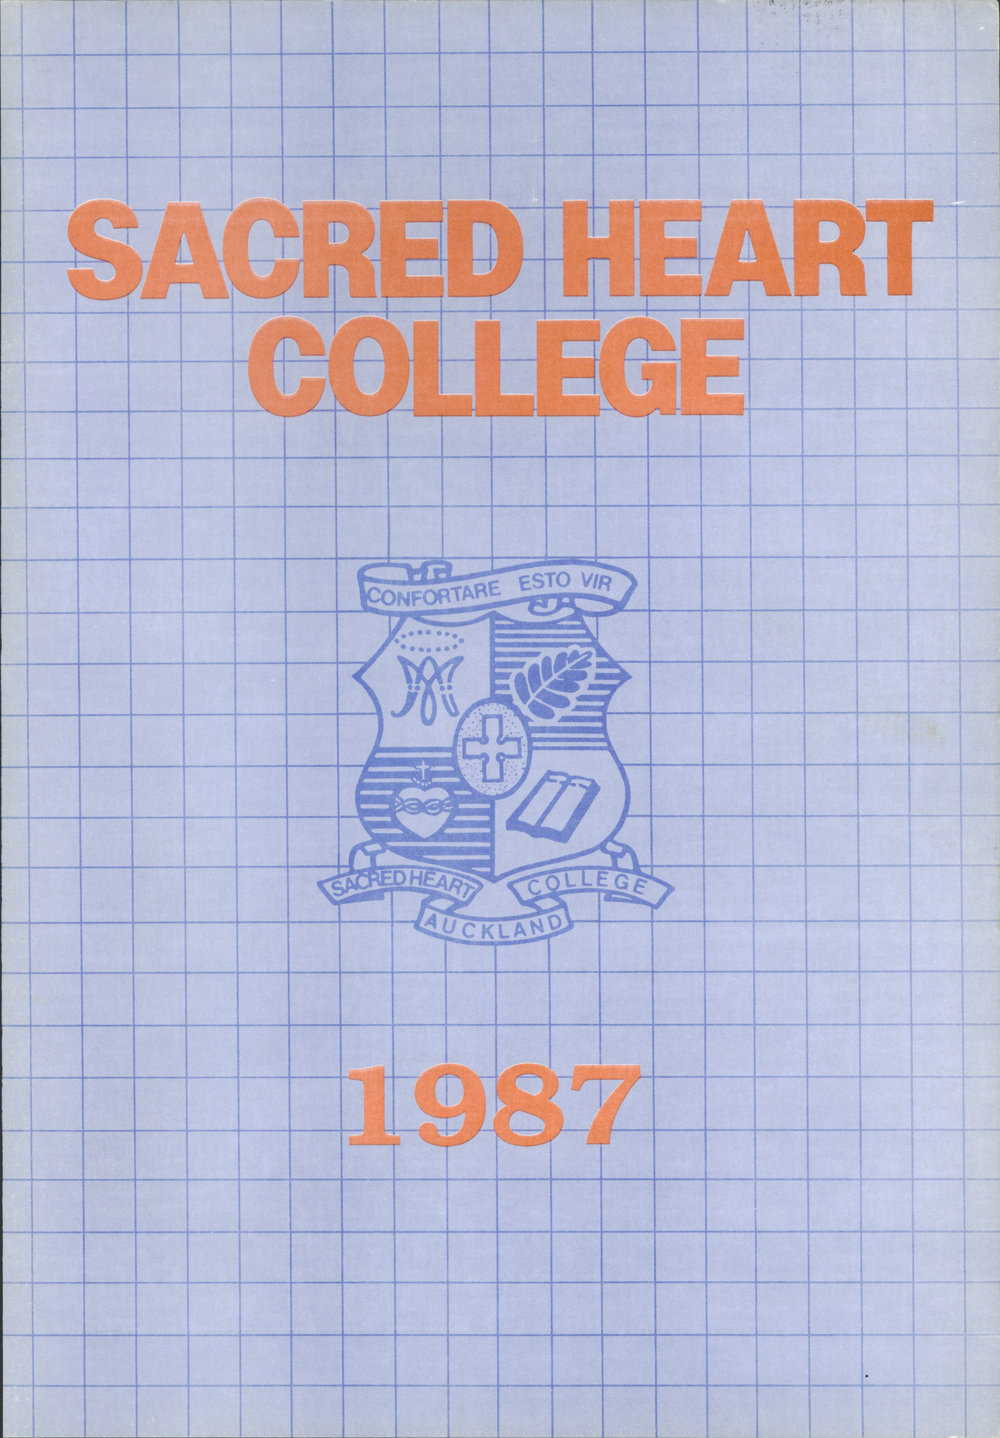 SACRED HEART
COLLEGE
CONFORTARE ESTO VIR
SACRED HEART
COLLEGE
AUCKLAND
1987